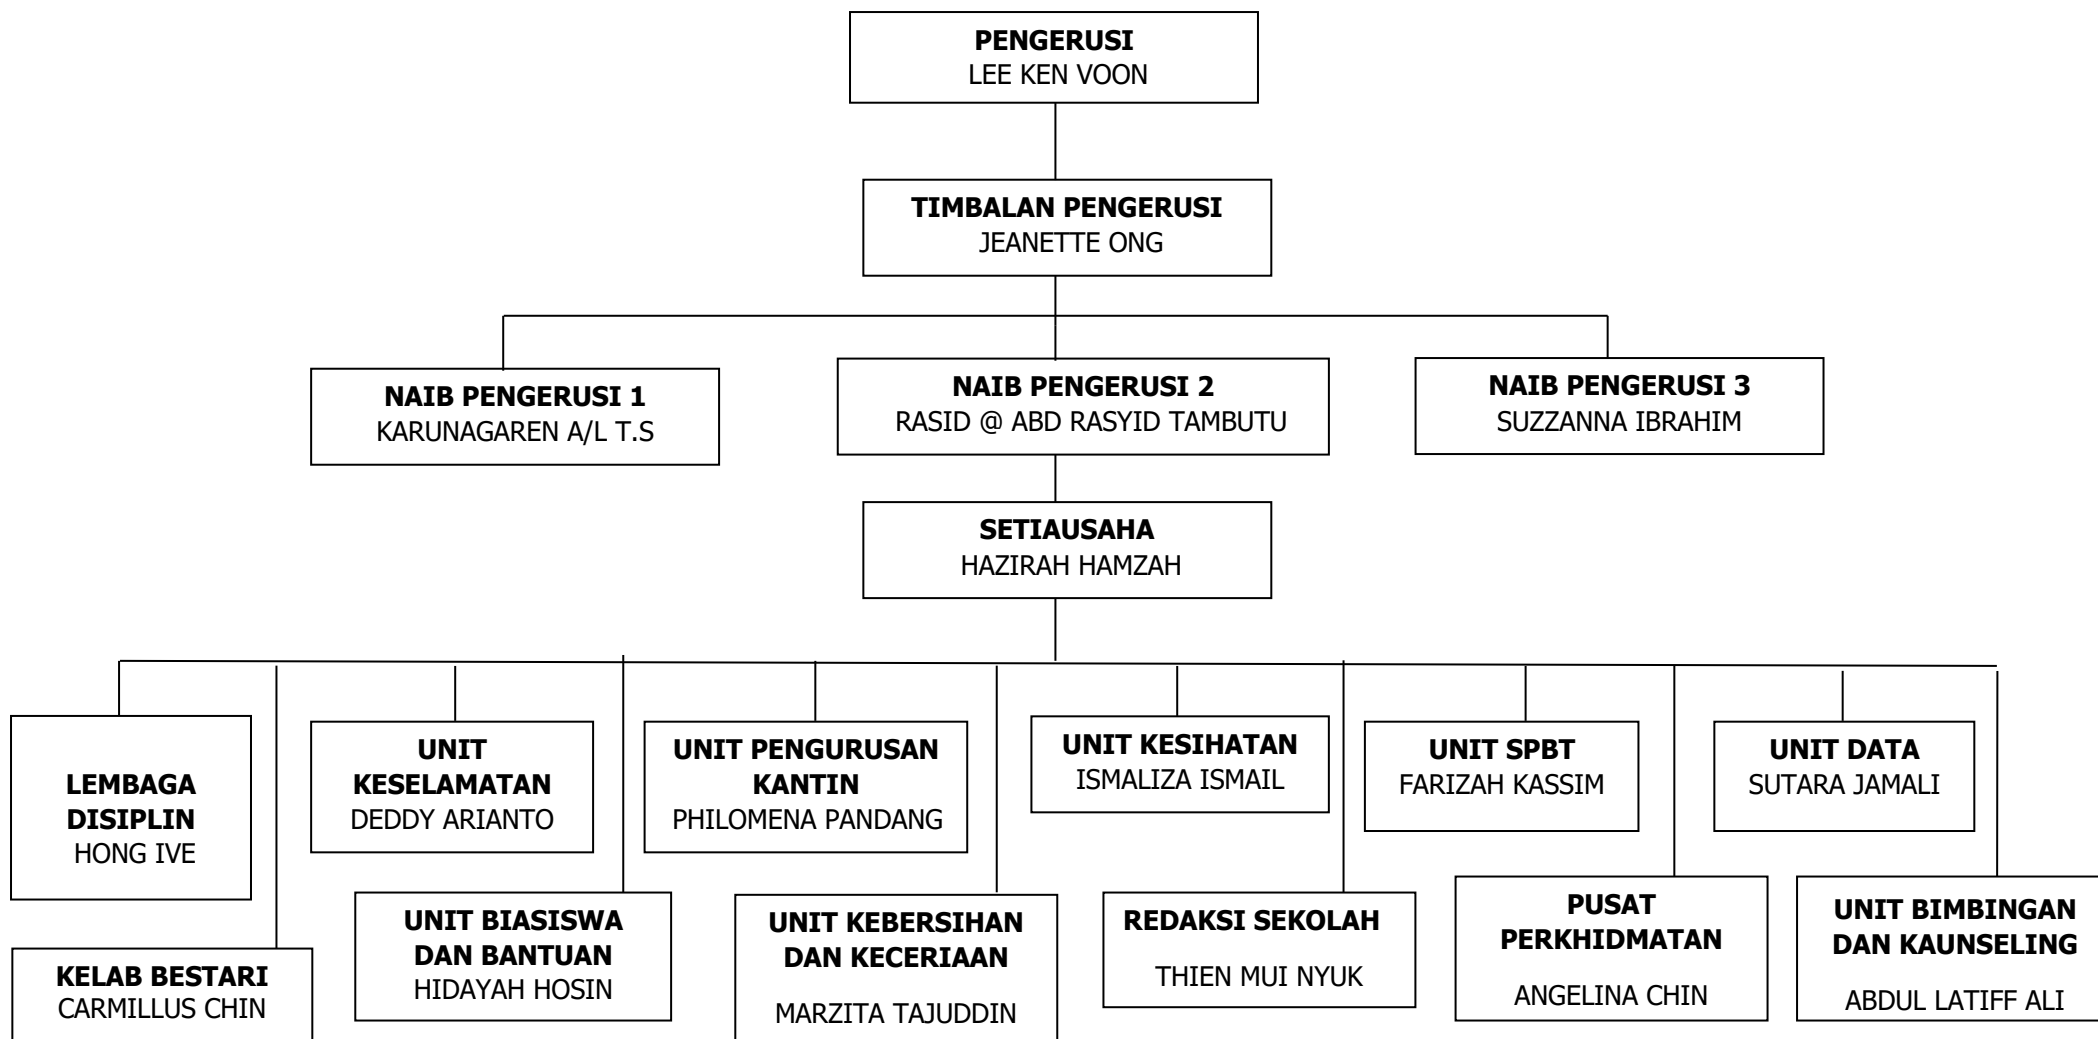 PENGERUSI
LEE KEN VOON
TIMBALAN PENGERUSI
JEANETTE ONG
NAIB PENGERUSI 1
KARUNAGAREN A/L T.S
NAIB PENGERUSI 2
RASID @ ABD RASYID TAMBUTU
NAIB PENGERUSI 3
SUZZANNA IBRAHIM
SETIAUSAHA
HAZIRAH HAMZAH
LEMBAGA
DISIPLIN
HONG IVE
UNIT
KESELAMATAN
DEDDY ARIANTO
UNIT PENGURUSAN
KANTIN
PHILOMENA PANDANG
UNIT KESIHATAN
ISMALIZA ISMAIL
UNIT SPBT
FARIZAH KASSIM
UNIT DATA
SUTARA JAMALI
KELAB BESTARI
CARMILLUS CHIN
UNIT BIASISWA
DAN BANTUAN
HIDAYAH HOSIN
UNIT KEBERSIHAN
DAN KECERIAAN
MARZITA TAJUDDIN
REDAKSI SEKOLAH
THIEN MUI NYUK
PUSAT
PERKHIDMATAN
ANGELINA CHIN
UNIT BIMBINGAN
DAN KAUNSELING
ABDUL LATIFF ALI